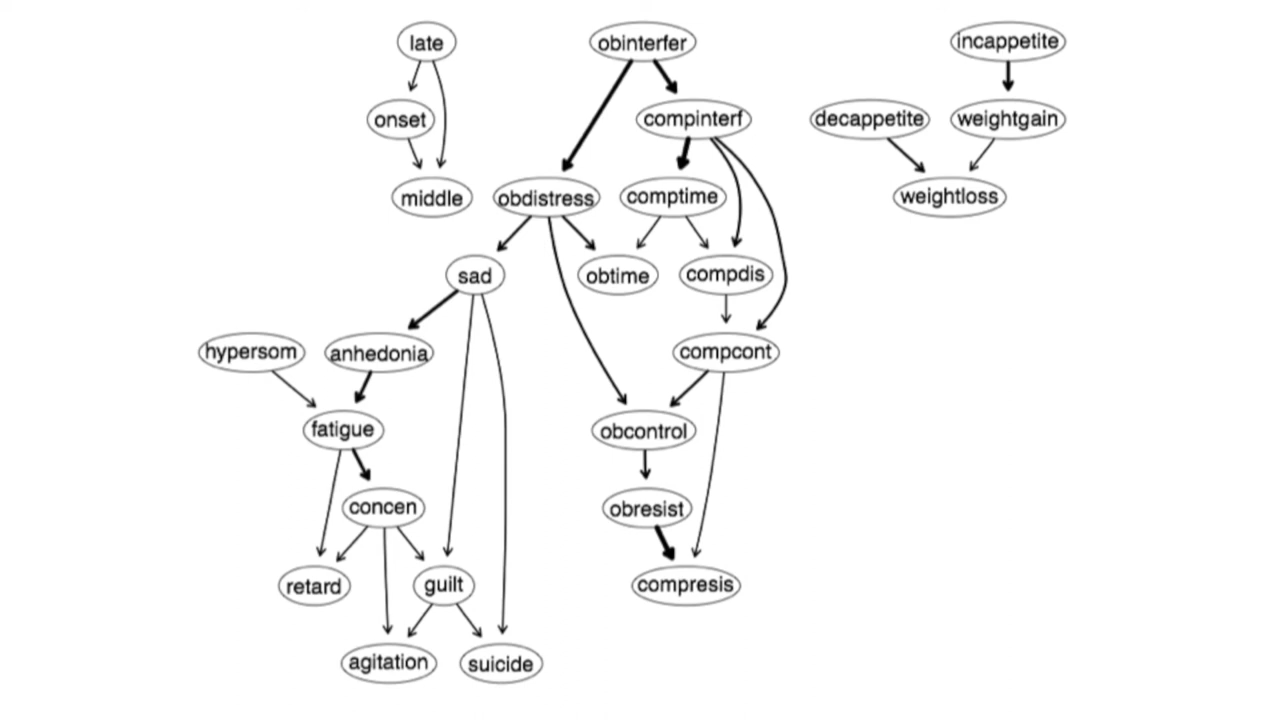 late
obinterfer
incappetite
onset
compinterf
decappetite
weightgain
middle
obdistress
comptime
weightloss
sad
obtime
compdis
hypersom
anhedonia
compcont
fatigue
obcontrol
concen
obresist
retard
guilt
compresis
agitation
suicide